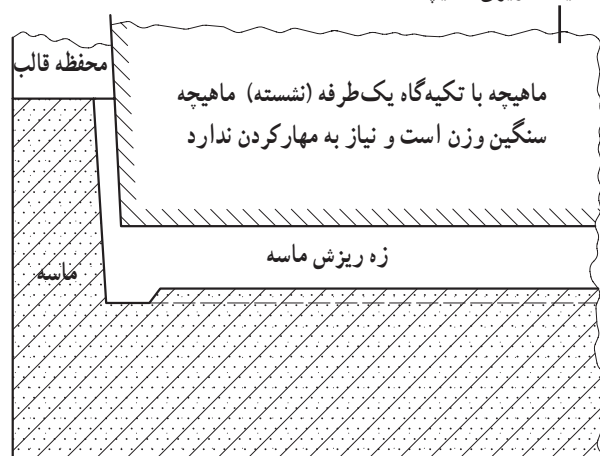 محفظه قالب
ماهیچه با تکیه‌گاه یک‌طرفه (نشسته) ماهیچه
سنگین وزن است و نیاز به مهارکردن ندارد
زه ریزش ماسه
ماسه